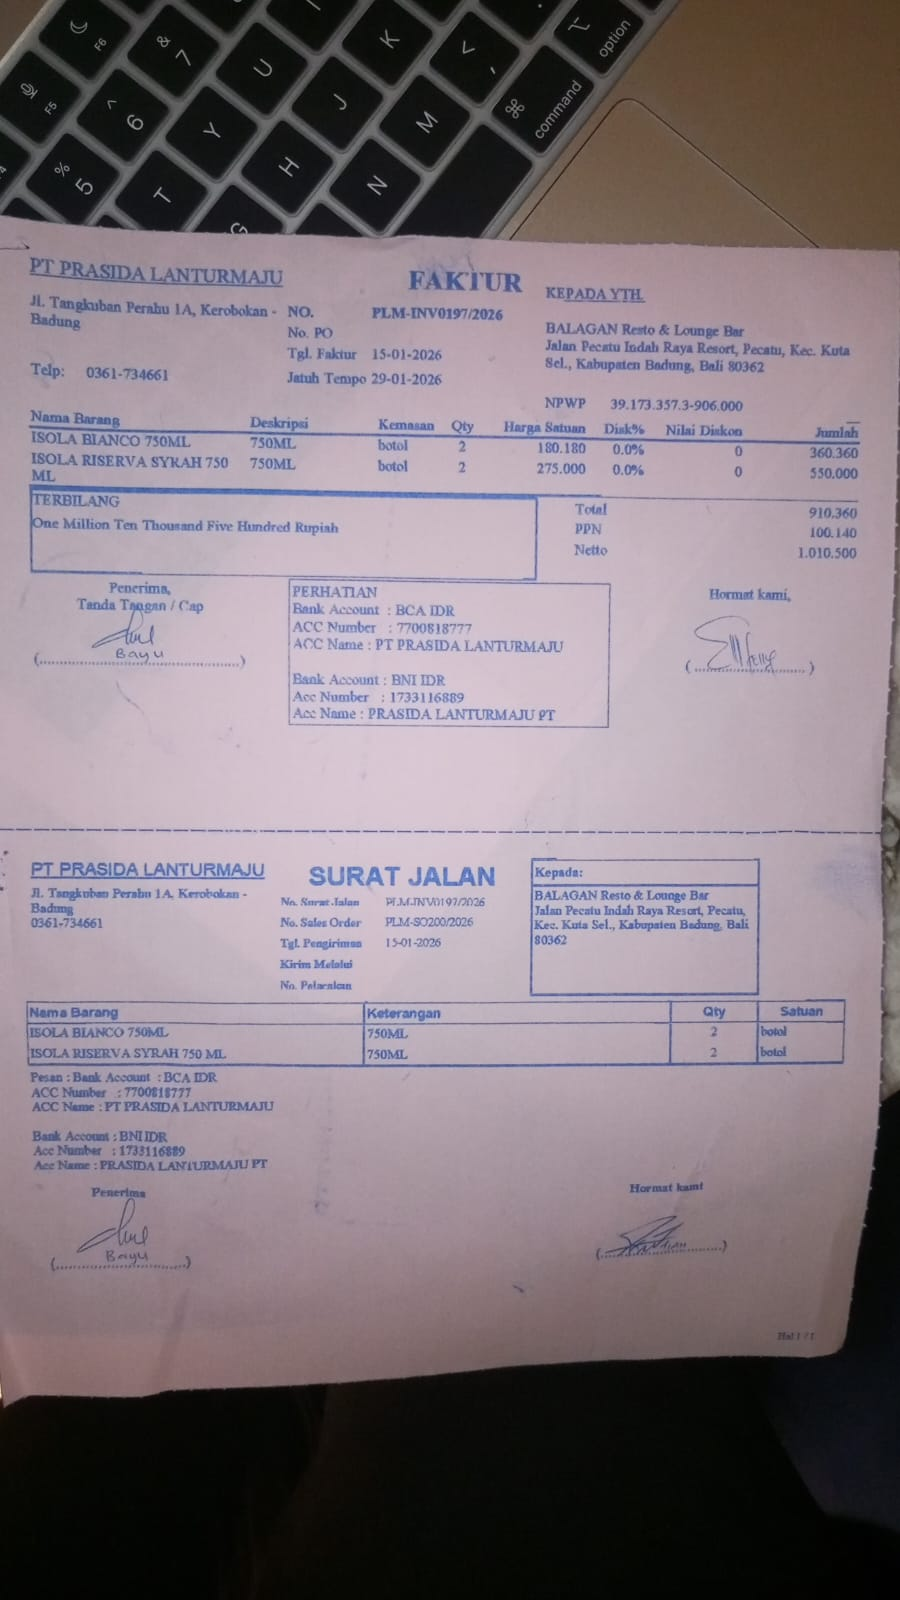 F5
F6
%
5
^
6
&
7
T
Y
U
G
H
J
K
N
M
<
,
⌘
command
option
PT PRASIDA LANTURMAJU
Jl. Tangkuban Perahu 1A, Kerobokan -
Badung
Telp: 0361-734661
FAKTUR
NO. PLM-INV0197/2026
No. PO
Tgl. Faktur 15-01-2026
Jatuh Tempo 29-01-2026
KEPADA YTH.
BALAGAN Resto & Lounge Bar
Jalan Pecatu Indah Raya Resort, Pecatu, Kec. Kuta
Sel., Kabupaten Badung, Bali 80362
NPWP 39.173.357.3-906.000
Nama Barang Deskripsi Kemasan Qty Harga Satuan Disk% Nilai Diskon Jumlah
ISOLA BIANCO 750ML 750ML botol 2 180.180 0.0% 0 360.360
ISOLA RISERVA SYRAH 750 750ML botol 2 275.000 0.0% 0 550.000
ML
TERBILANG
One Million Ten Thousand Five Hundred Rupiah
Total 910.360
PPN 100.140
Netto 1.010.500
Penerima,
Tanda Tangan / Cap
Bayu
(..............................................)
PERHATIAN
Bank Account : BCA IDR
ACC Number : 7700818777
ACC Name : PT PRASIDA LANTURMAJU
Bank Account : BNI IDR
Acc Number : 1733116889
Acc Name : PRASIDA LANTURMAJU PT
Hormat kami,
(..............................)
PT PRASIDA LANTURMAJU
Jl. Tangkuban Perahu 1A, Kerobokan -
Badung
0361-734661
SURAT JALAN
No. Surat Jalan PLM-INV0197/2026
No. Sales Order PLM-SO200/2026
Tgl. Pengiriman 15-01-2026
Kirim Melalui
No. Polisi
Kepada:
BALAGAN Resto & Lounge Bar
Jalan Pecatu Indah Raya Resort, Pecatu,
Kec. Kuta Sel., Kabupaten Badung, Bali
80362
Nama Barang Keterangan Qty Satuan
ISOLA BIANCO 750ML 750ML 2 botol
ISOLA RISERVA SYRAH 750 ML 750ML 2 botol
Pesan : Bank Account : BCA IDR
ACC Number : 7700818777
ACC Name : PT PRASIDA LANTURMAJU
Bank Account : BNI IDR
Acc Number : 1733116889
Acc Name : PRASIDA LANTURMAJU PT
Penerima
Bayu
(..............................)
Hormat kami
(..............................)
Hal 1 / 1